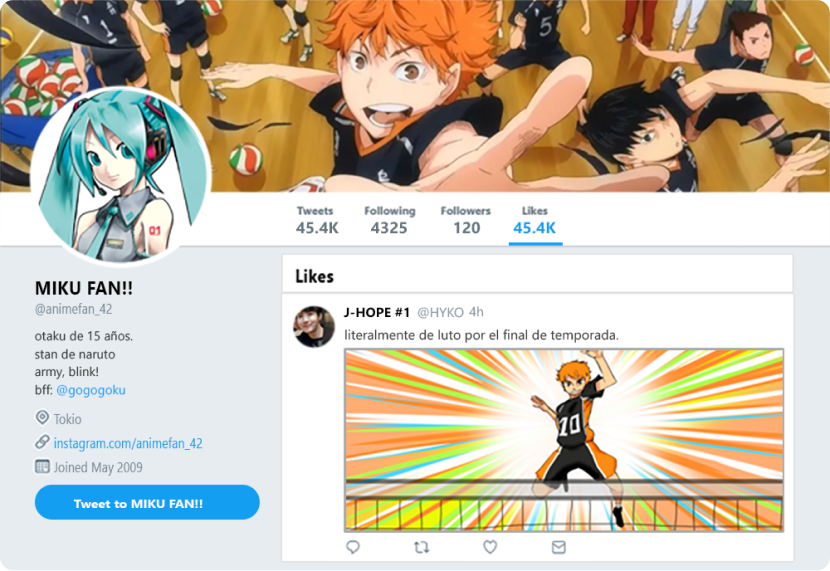 5
01
Tweets
45.4K
Following
4325
Followers
120
Likes
45.4K
MIKU FAN!!
@animefan_42
otaku de 15 años.
stan de naruto
army, blink!
bff: @gogogoku
Tokio
instagram.com/animefan_42
Joined May 2009
Tweet to MIKU FAN!!
Likes
J-HOPE #1 @HYKO 4h
literalmente de luto por el final de temporada.
10